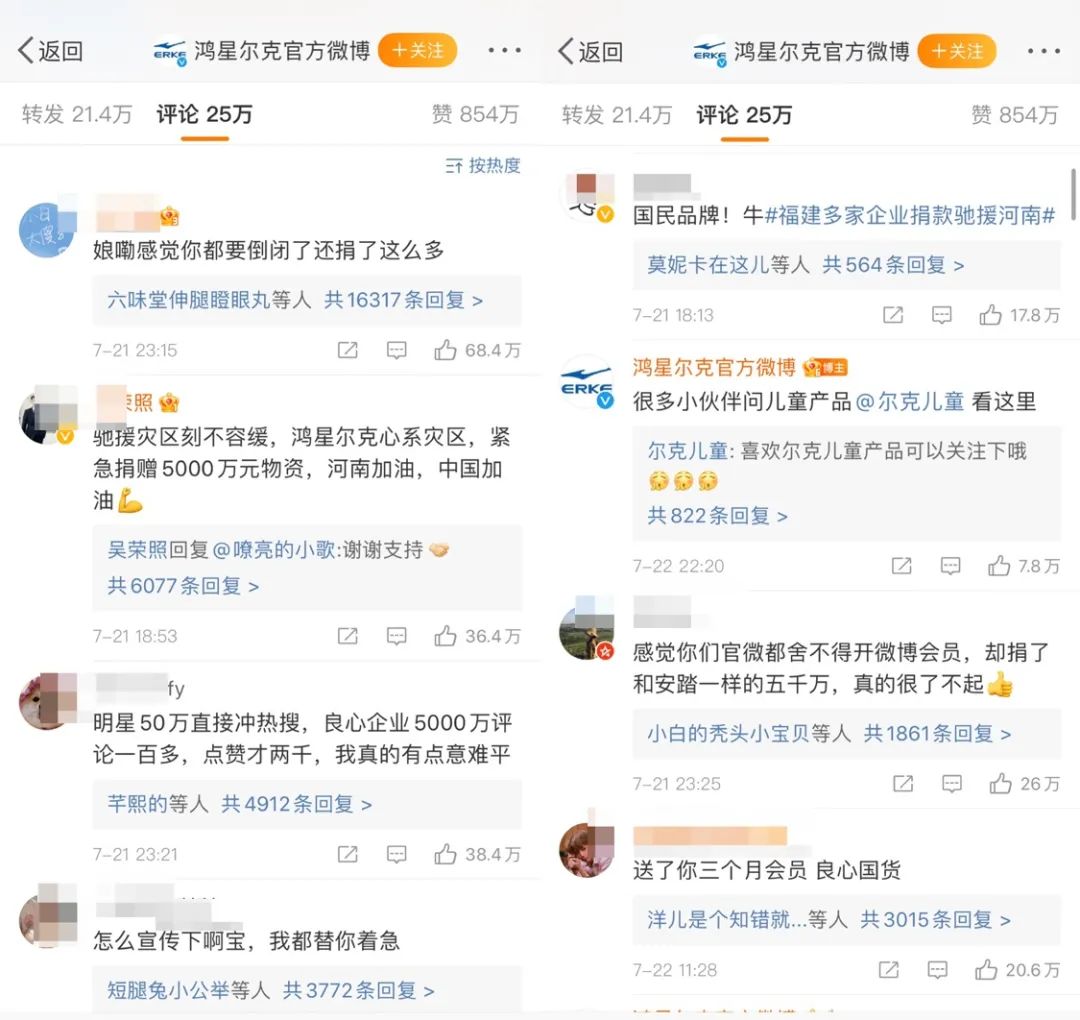 返回
ERKE 鸿星尔克官方微博 +关注
转发 21.4万 评论 25万 赞 854万
按热度
娘嘞感觉你都要倒闭了还捐了这么多
六味堂伸腿瞪眼丸等人 共16317条回复 >
7-21 23:15 68.4万
荣照
驰援灾区刻不容缓，鸿星尔克心系灾区，紧
急捐赠5000万元物资，河南加油，中国加
油💪
吴荣照回复@嘹亮的小歌:谢谢支持🤝
共6077条回复 >
7-21 18:53 36.4万
fy
明星50万直接冲热搜，良心企业5000万评
论一百多，点赞才两千，我真的有点意难平
芊熙的等人 共4912条回复 >
7-21 23:21 38.4万
怎么宣传下啊宝，我都替你着急
短腿兔小公举等人 共3772条回复 >
返回
ERKE 鸿星尔克官方微博 +关注
转发 21.4万 评论 25万 赞 854万
国民品牌！牛#福建多家企业捐款驰援河南#
莫妮卡在这儿等人 共564条回复 >
7-21 18:13 17.8万
鸿星尔克官方微博 博主
ERKE
很多小伙伴问儿童产品@尔克儿童 看这里
尔克儿童: 喜欢尔克儿童产品可以关注下哦
共822条回复 >
7-22 22:20 7.8万
感觉你们官微都舍不得开微博会员，却捐了
和安踏一样的五千万，真的很了不起👍
小白的秃头小宝贝等人 共1861条回复 >
7-21 23:25 26万
送了你三个月会员 良心国货
洋儿是个知错就...等人 共3015条回复 >
7-22 11:28 20.6万